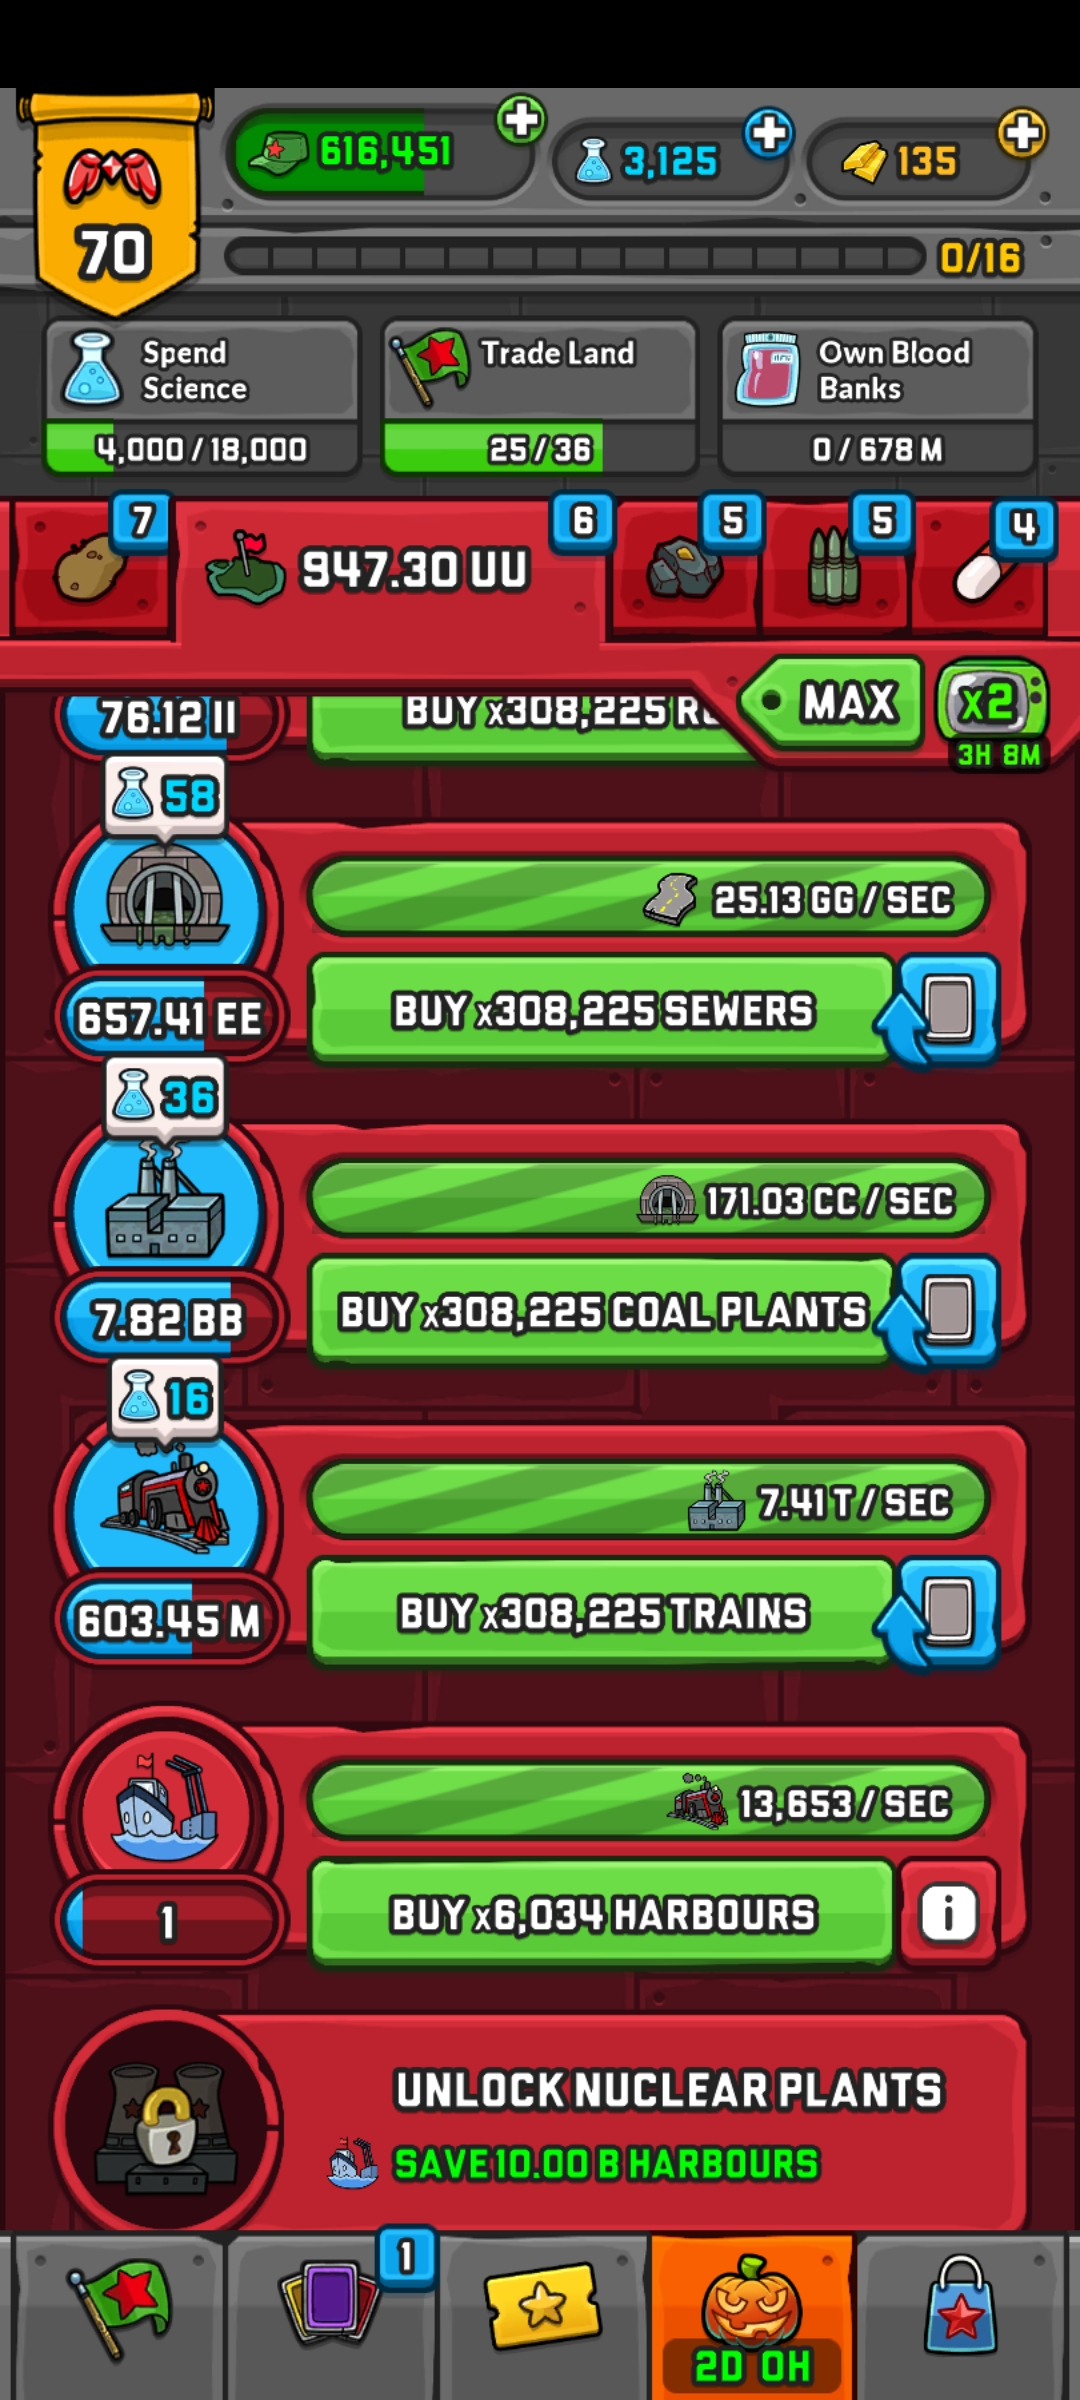 616,451
3,125
135
70
0/16
Spend Science
Trade Land
Own Blood Banks
4,000/18,000
25/36
0/678 M
7
947.30 UU
6
5
5
4
76.12 II
BUY x308,225
MAX
x2
3H 8M
58
25.13 GG/SEC
657.41 EE
BUY x308,225 SEWERS
36
171.03 CC/SEC
7.82 BB
BUY x308,225 COAL PLANTS
16
7.41 T/SEC
603.45 M
BUY x308,225 TRAINS
13,653/SEC
1
BUY x6,034 HARBOURS
i
UNLOCK NUCLEAR PLANTS
SAVE 10.00 B HARBOURS
1
2D 0H